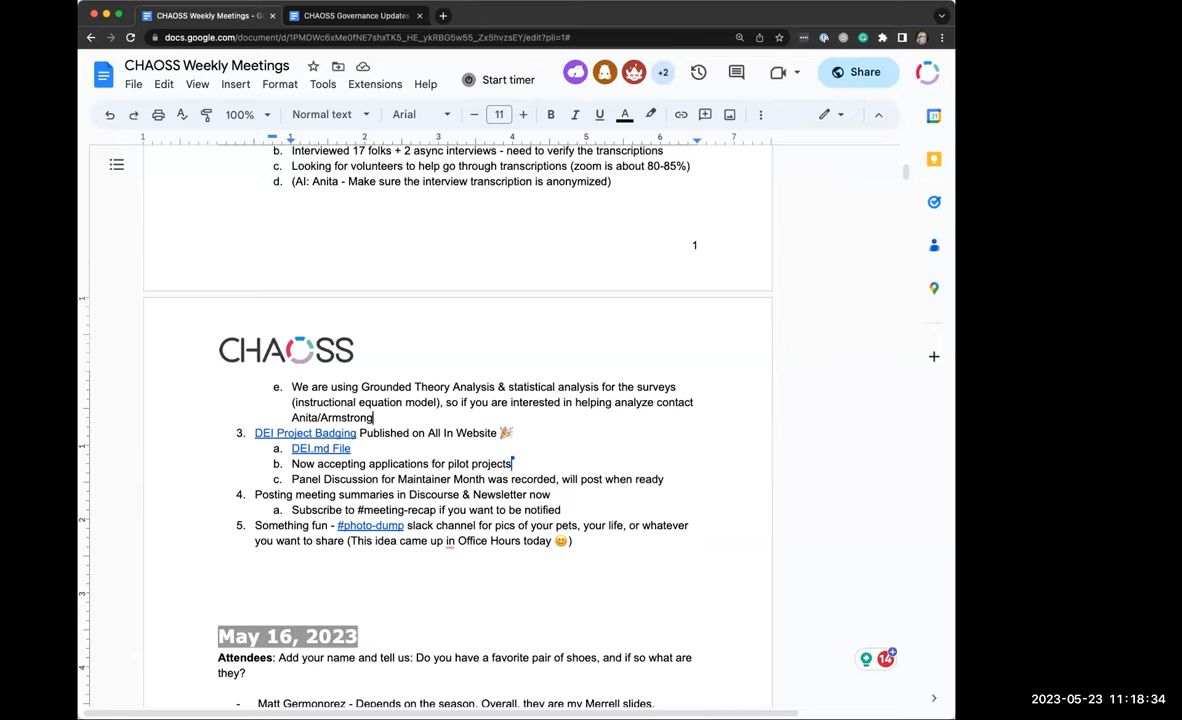 CHAOSS Weekly Meetings - G
CHAOSS Governance Updates
docs.google.com/document/d/1PMDWc6xMe0fNE7shxTK5_HE_ykRBG5w55_Zx5hvzsEY/edit?pli=1#
CHAOSS Weekly Meetings
File Edit View Insert Format Tools Extensions Help
Start timer
+2
Share
100%
Normal text
Arial
11
B I U A
1 1 2 3 4 5 6 7
b. Interviewed 17 folks + 2 async interviews - need to verify the transcriptions
c. Looking for volunteers to help go through transcriptions (zoom is about 80-85%)
d. (AI: Anita - Make sure the interview transcription is anonymized)
1
CHAOSS
e. We are using Grounded Theory Analysis & statistical analysis for the surveys
(instructional equation model), so if you are interested in helping analyze contact
Anita/Armstrong
3. DEI Project Badging Published on All In Website 🎉
a. DEI.md File
b. Now accepting applications for pilot projects
c. Panel Discussion for Maintainer Month was recorded, will post when ready
4. Posting meeting summaries in Discourse & Newsletter now
a. Subscribe to #meeting-recap if you want to be notified
5. Something fun - #photo-dump slack channel for pics of your pets, your life, or whatever
you want to share (This idea came up in Office Hours today 😊)
May 16, 2023
Attendees: Add your name and tell us: Do you have a favorite pair of shoes, and if so what are
they?
- Matt Germonprez - Depends on the season. Overall, they are my Merrell slides.
14
2023-05-23 11:18:34